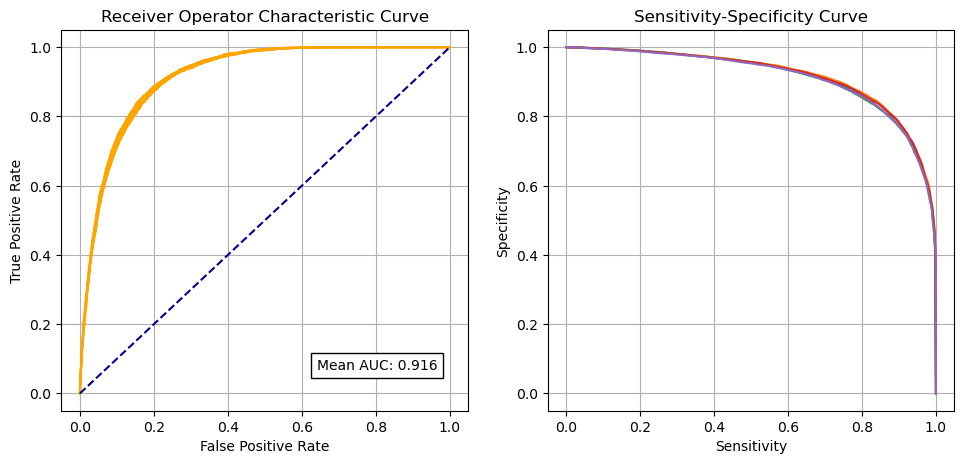 Receiver Operator Characteristic Curve
1.0
0.8
0.6
0.4
0.2
0.0
True Positive Rate
Mean AUC: 0.916
0.0 0.2 0.4 0.6 0.8 1.0
False Positive Rate
Sensitivity-Specificity Curve
1.0
0.8
0.6
0.4
0.2
0.0
Specificity
0.0 0.2 0.4 0.6 0.8 1.0
Sensitivity